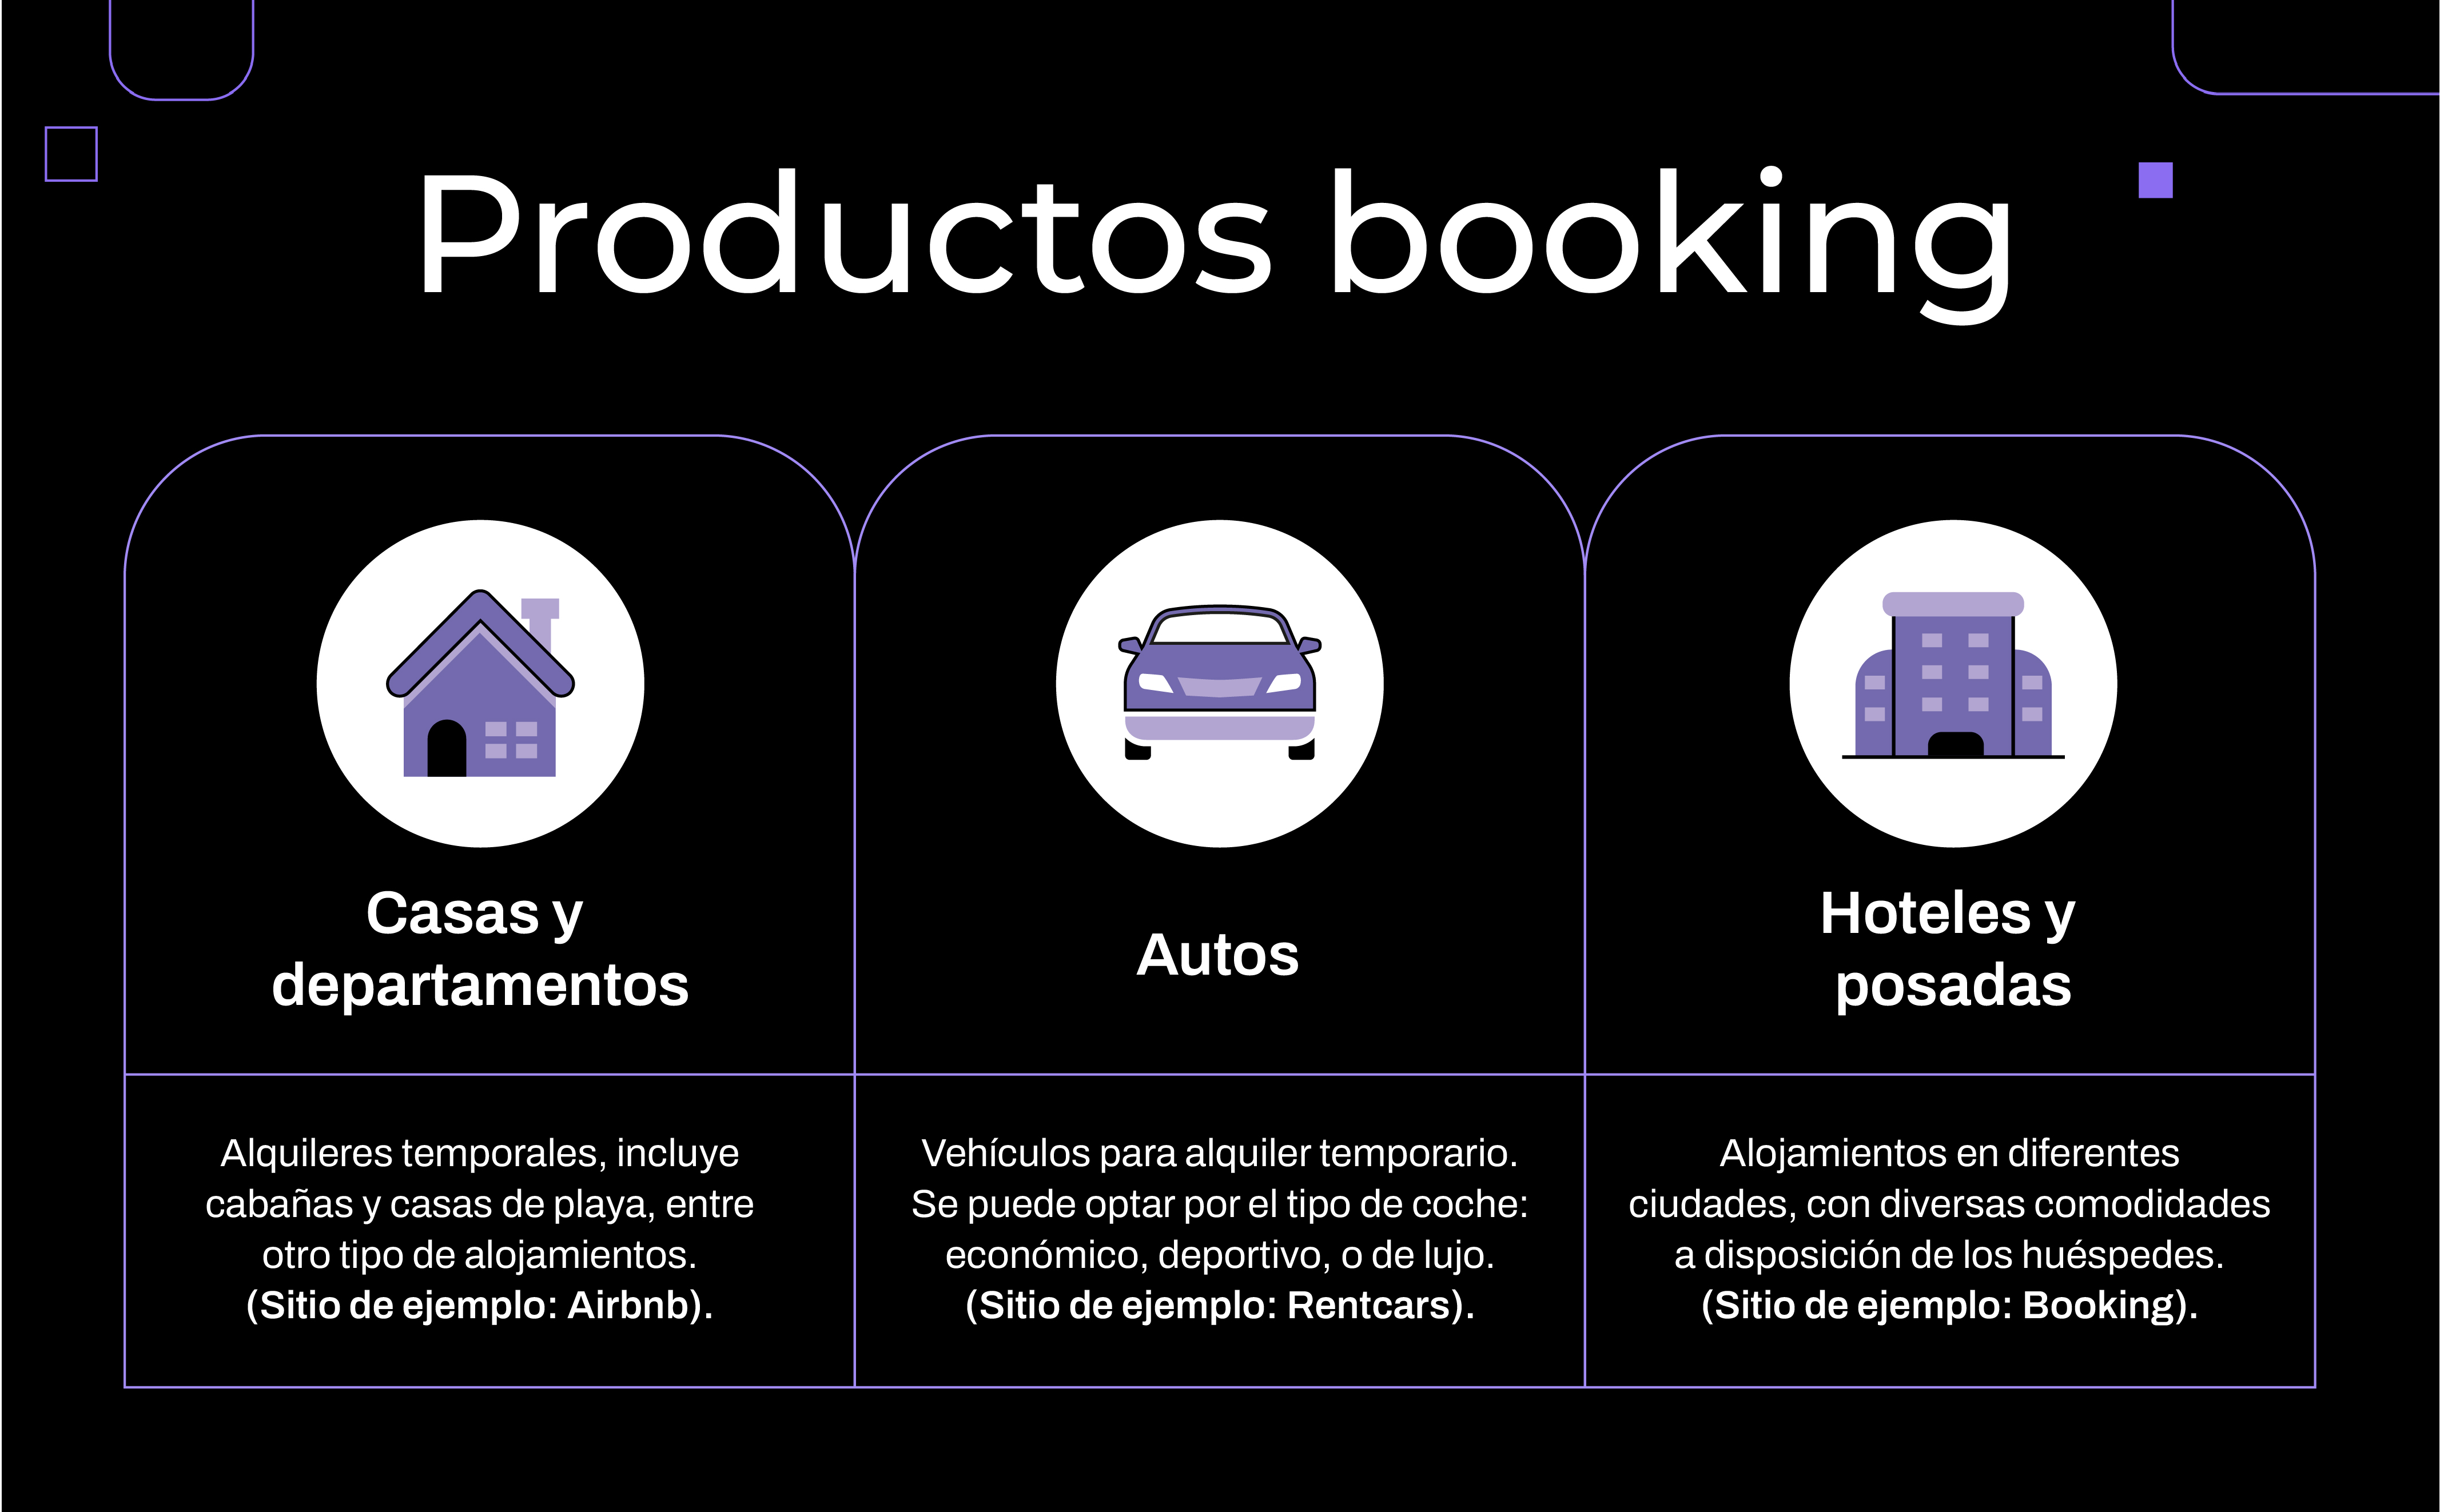 Productos booking
Casas y
departamentos
Alquileres temporales, incluye
cabañas y casas de playa, entre
otro tipo de alojamientos.
(Sitio de ejemplo: Airbnb).
Autos
Vehículos para alquiler temporario.
Se puede optar por el tipo de coche:
económico, deportivo, o de lujo.
(Sitio de ejemplo: Rentcars).
Hoteles y
posadas
Alojamientos en diferentes
ciudades, con diversas comodidades
a disposición de los huéspedes.
(Sitio de ejemplo: Booking).